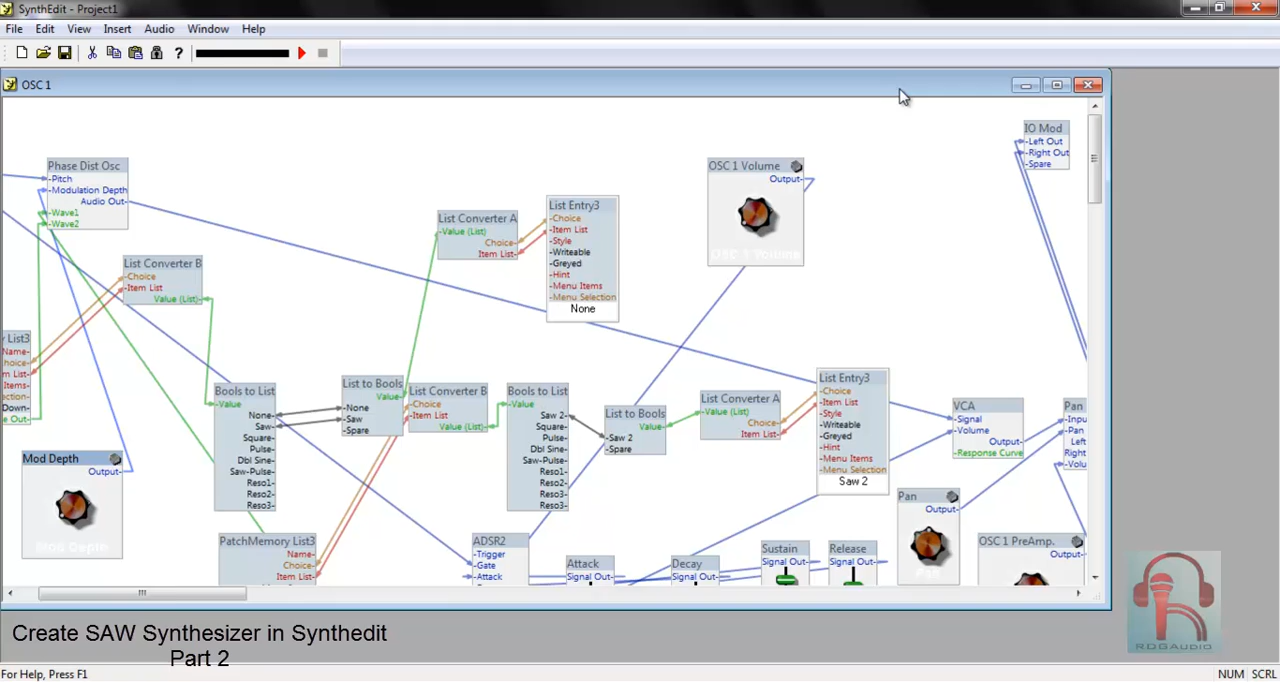 SynthEdit - Project1
File Edit View Insert Audio Window Help
OSC 1
IO Mod
-Left Out
-Right Out
-Spare
Phase Dist Osc
-Pitch
-Modulation Depth
Audio Out-
-Wave1
-Wave2
OSC 1 Volume
Output-
OSC 1 Volume
List Converter A
-Value (List)
Choice-
Item List-
List Entry3
-Choice
-Item List
-Style
-Writeable
-Greyed
-Hint
-Menu Items
-Menu Selection
None
List Converter B
-Choice
-Item List
Value (List)-
List3
Name-
Items-
Down-
Bools to List
-Value
None-
Saw-
Square-
Pulse-
Dbl Sine-
Saw-Pulse-
Reso1-
Reso2-
Reso3-
List to Bools
Value-
-None
-Saw
-Spare
List Converter B
-Choice
-Item List
Value (List)-
Bools to List
-Value
Saw 2-
Square-
Pulse-
Dbl Sine-
Saw-Pulse-
Reso1-
Reso2-
Reso3-
List to Bools
Value-
-Saw 2
-Spare
List Converter A
-Value (List)
Choice-
Item List-
List Entry3
-Choice
-Item List
-Style
-Writeable
-Greyed
-Hint
-Menu Items
-Menu Selection
Saw 2
VCA
-Signal
-Volume
Output-
-Response Curve
Pan
-Pan
Left
Right
Mod Depth
Output-
Mod Depth
PatchMemory List3
Name-
Choice-
Item List-
ADSR2
-Trigger
-Gate
-Attack
Attack
Signal Out-
Decay
Signal Out-
Sustain
Signal Out-
Release
Signal Out-
Pan
Output-
Pan
OSC 1 PreAmp.
Output-
Create SAW Synthesizer in Synthedit
Part 2
RDGAUDIO
For Help, Press F1
NUM SCRL